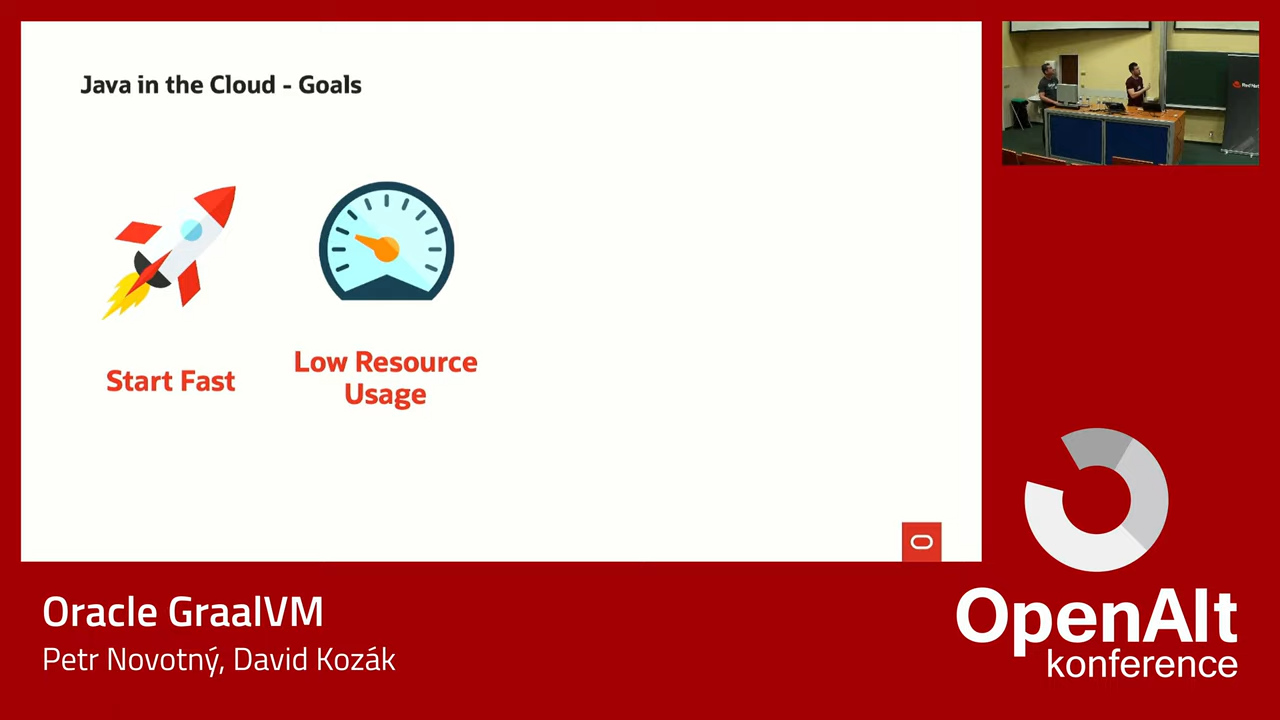 Java in the Cloud - Goals
Start Fast
Low Resource
Usage
Oracle GraalVM
Petr Novotný, David Kozák
OpenAlt
konference